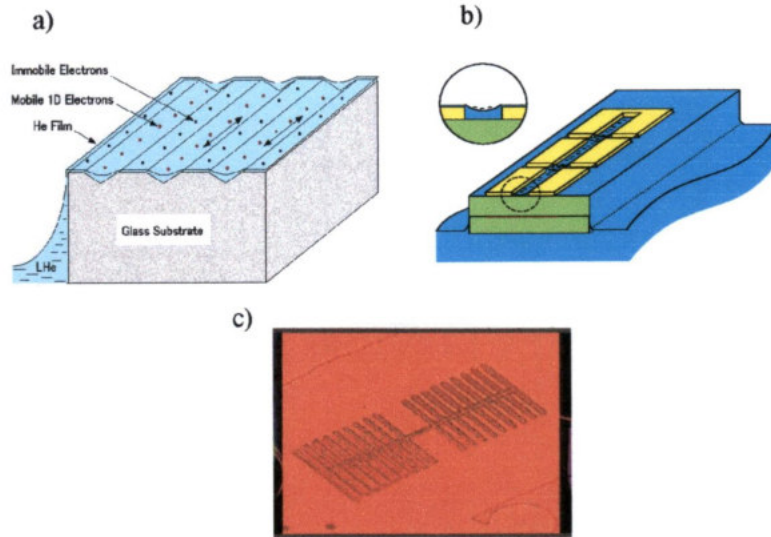 a)
b)
Immobile Electrons
Mobile 1D Electrons
He Film
Glass Substrate
LHe
c)